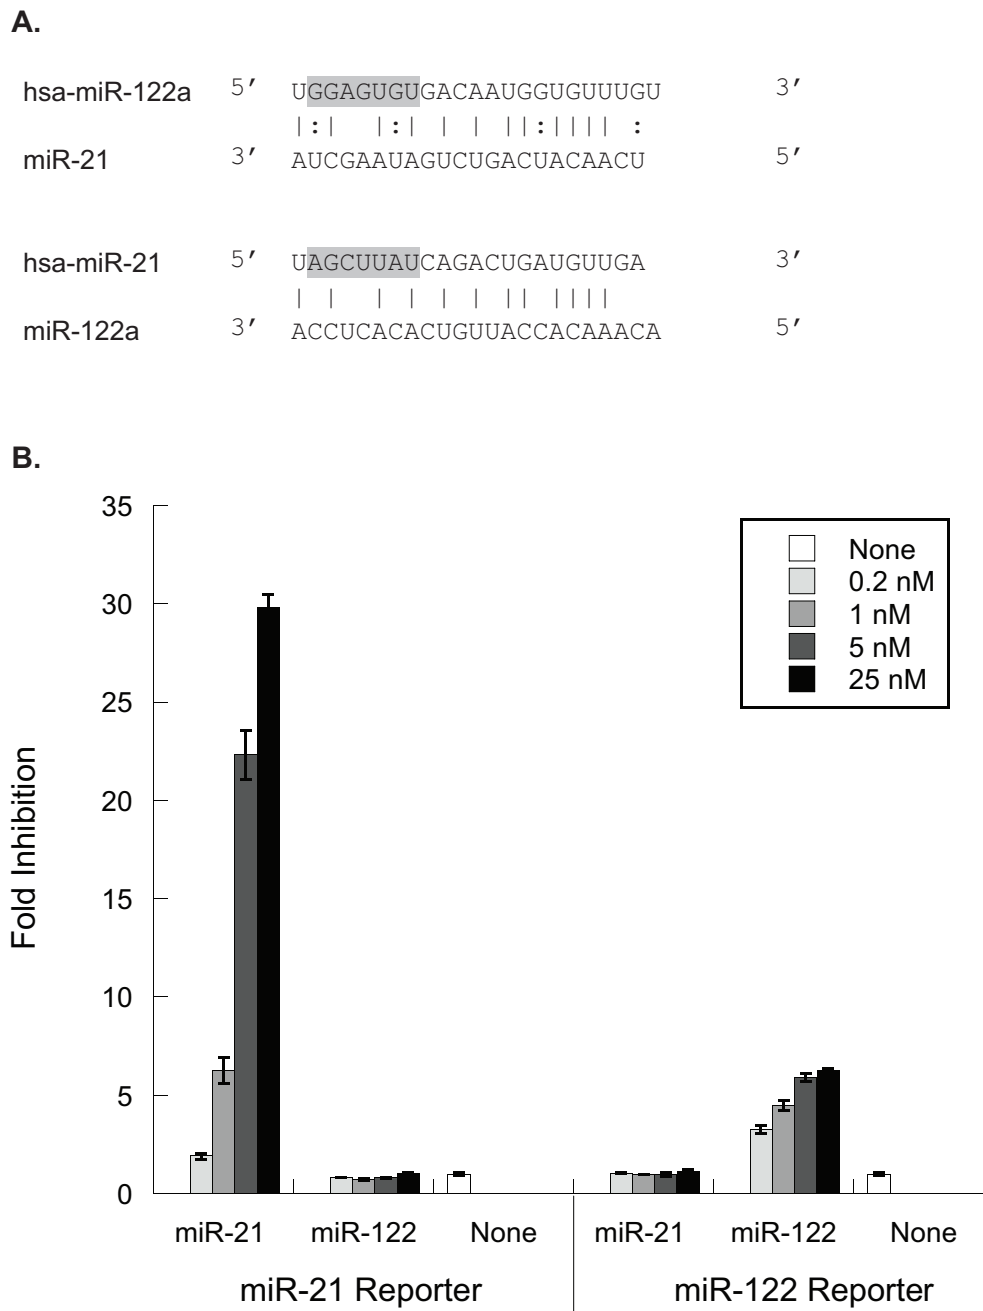 A.
hsa-miR-122a 5′ UGGAGUGUGACAAUGGUGUUUGU 3′
|:| |:| | | ||:|||| :
miR-21 3′ AUCGAAUAGUCUGACUACAACU 5′
hsa-miR-21 5′ UAGCUUAUCAGACUGAUGUUGA 3′
| | | | | | || ||||
miR-122a 3′ ACCUCACACUGUUACCACAAACA 5′
B.
35
30
25
20
15
10
5
0
Fold Inhibition
None
0.2 nM
1 nM
5 nM
25 nM
miR-21 miR-122 None miR-21 miR-122 None
miR-21 Reporter miR-122 Reporter